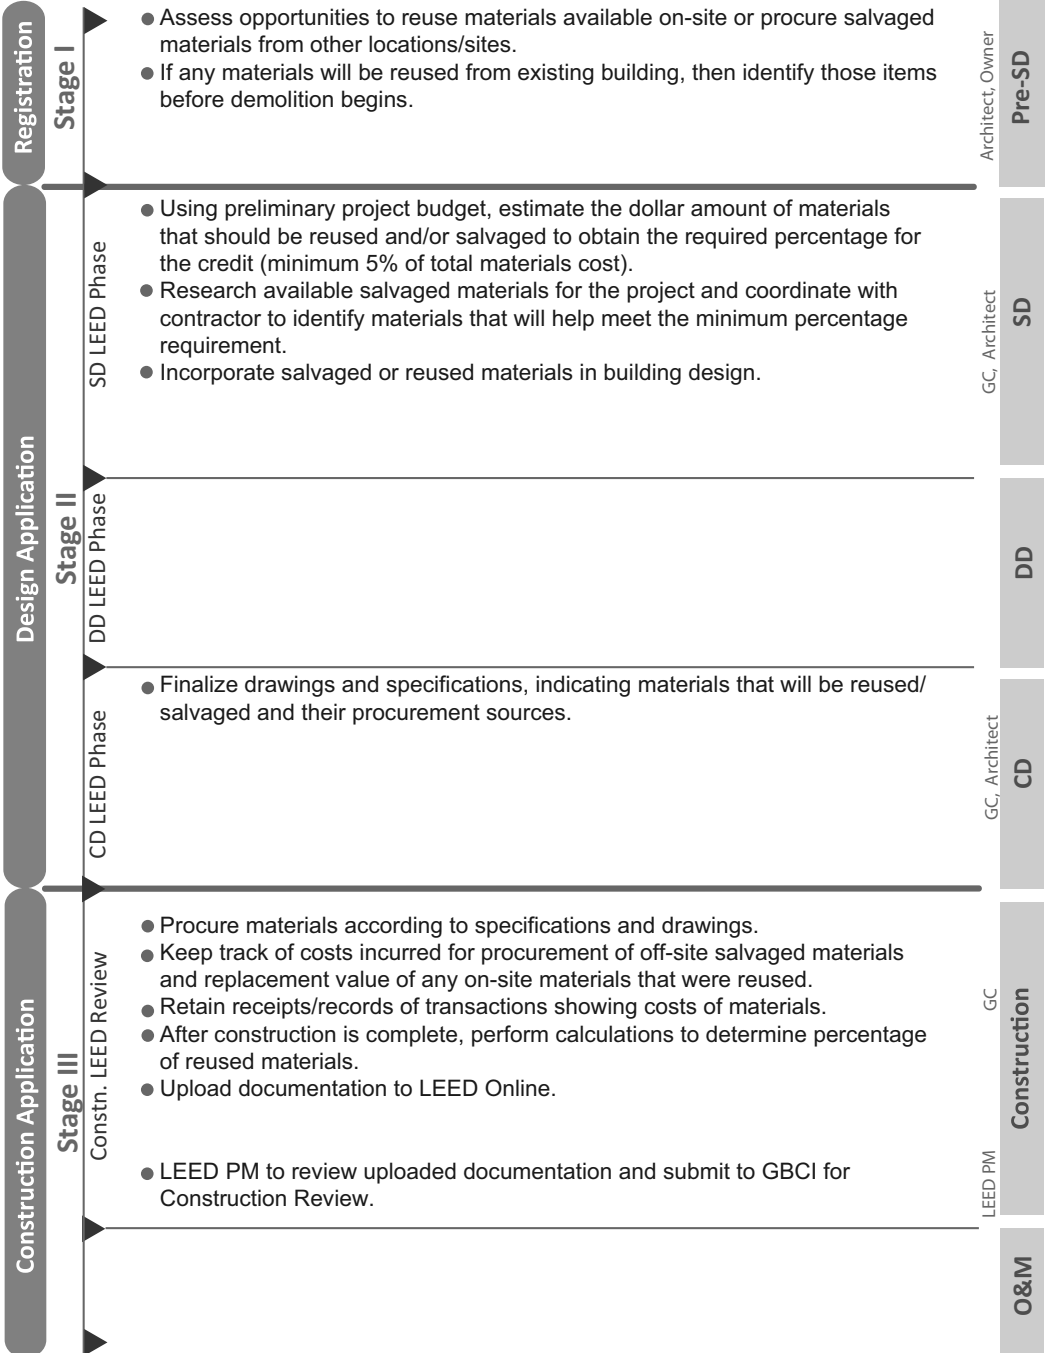 Registration
Stage I
● Assess opportunities to reuse materials available on-site or procure salvaged
materials from other locations/sites.
● If any materials will be reused from existing building, then identify those items
before demolition begins.
Architect, Owner
Pre-SD
Design Application
Stage II
SD LEED Phase
● Using preliminary project budget, estimate the dollar amount of materials
that should be reused and/or salvaged to obtain the required percentage for
the credit (minimum 5% of total materials cost).
● Research available salvaged materials for the project and coordinate with
contractor to identify materials that will help meet the minimum percentage
requirement.
● Incorporate salvaged or reused materials in building design.
GC, Architect
SD
DD LEED Phase
DD
CD LEED Phase
● Finalize drawings and specifications, indicating materials that will be reused/
salvaged and their procurement sources.
GC, Architect
CD
Construction Application
Stage III
Constn. LEED Review
● Procure materials according to specifications and drawings.
● Keep track of costs incurred for procurement of off-site salvaged materials
and replacement value of any on-site materials that were reused.
● Retain receipts/records of transactions showing costs of materials.
● After construction is complete, perform calculations to determine percentage
of reused materials.
● Upload documentation to LEED Online.
GC
Construction
● LEED PM to review uploaded documentation and submit to GBCI for
Construction Review.
LEED PM
O&M